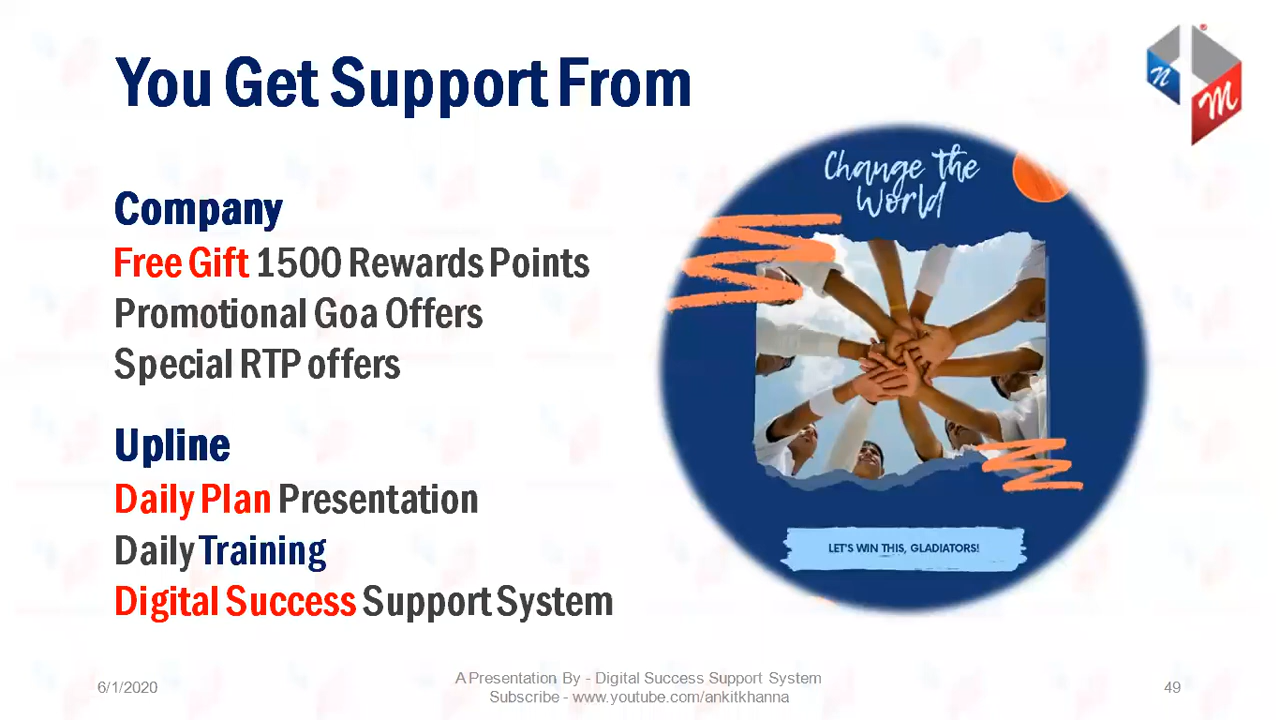 You Get Support From
n
M
Company
Free Gift 1500 Rewards Points
Promotional Goa Offers
Special RTP offers
Upline
Daily Plan Presentation
Daily Training
Digital Success Support System
Change the
World
LET'S WIN THIS, GLADIATORS!
6/1/2020
A Presentation By - Digital Success Support System
Subscribe - www.youtube.com/ankitkhanna
49